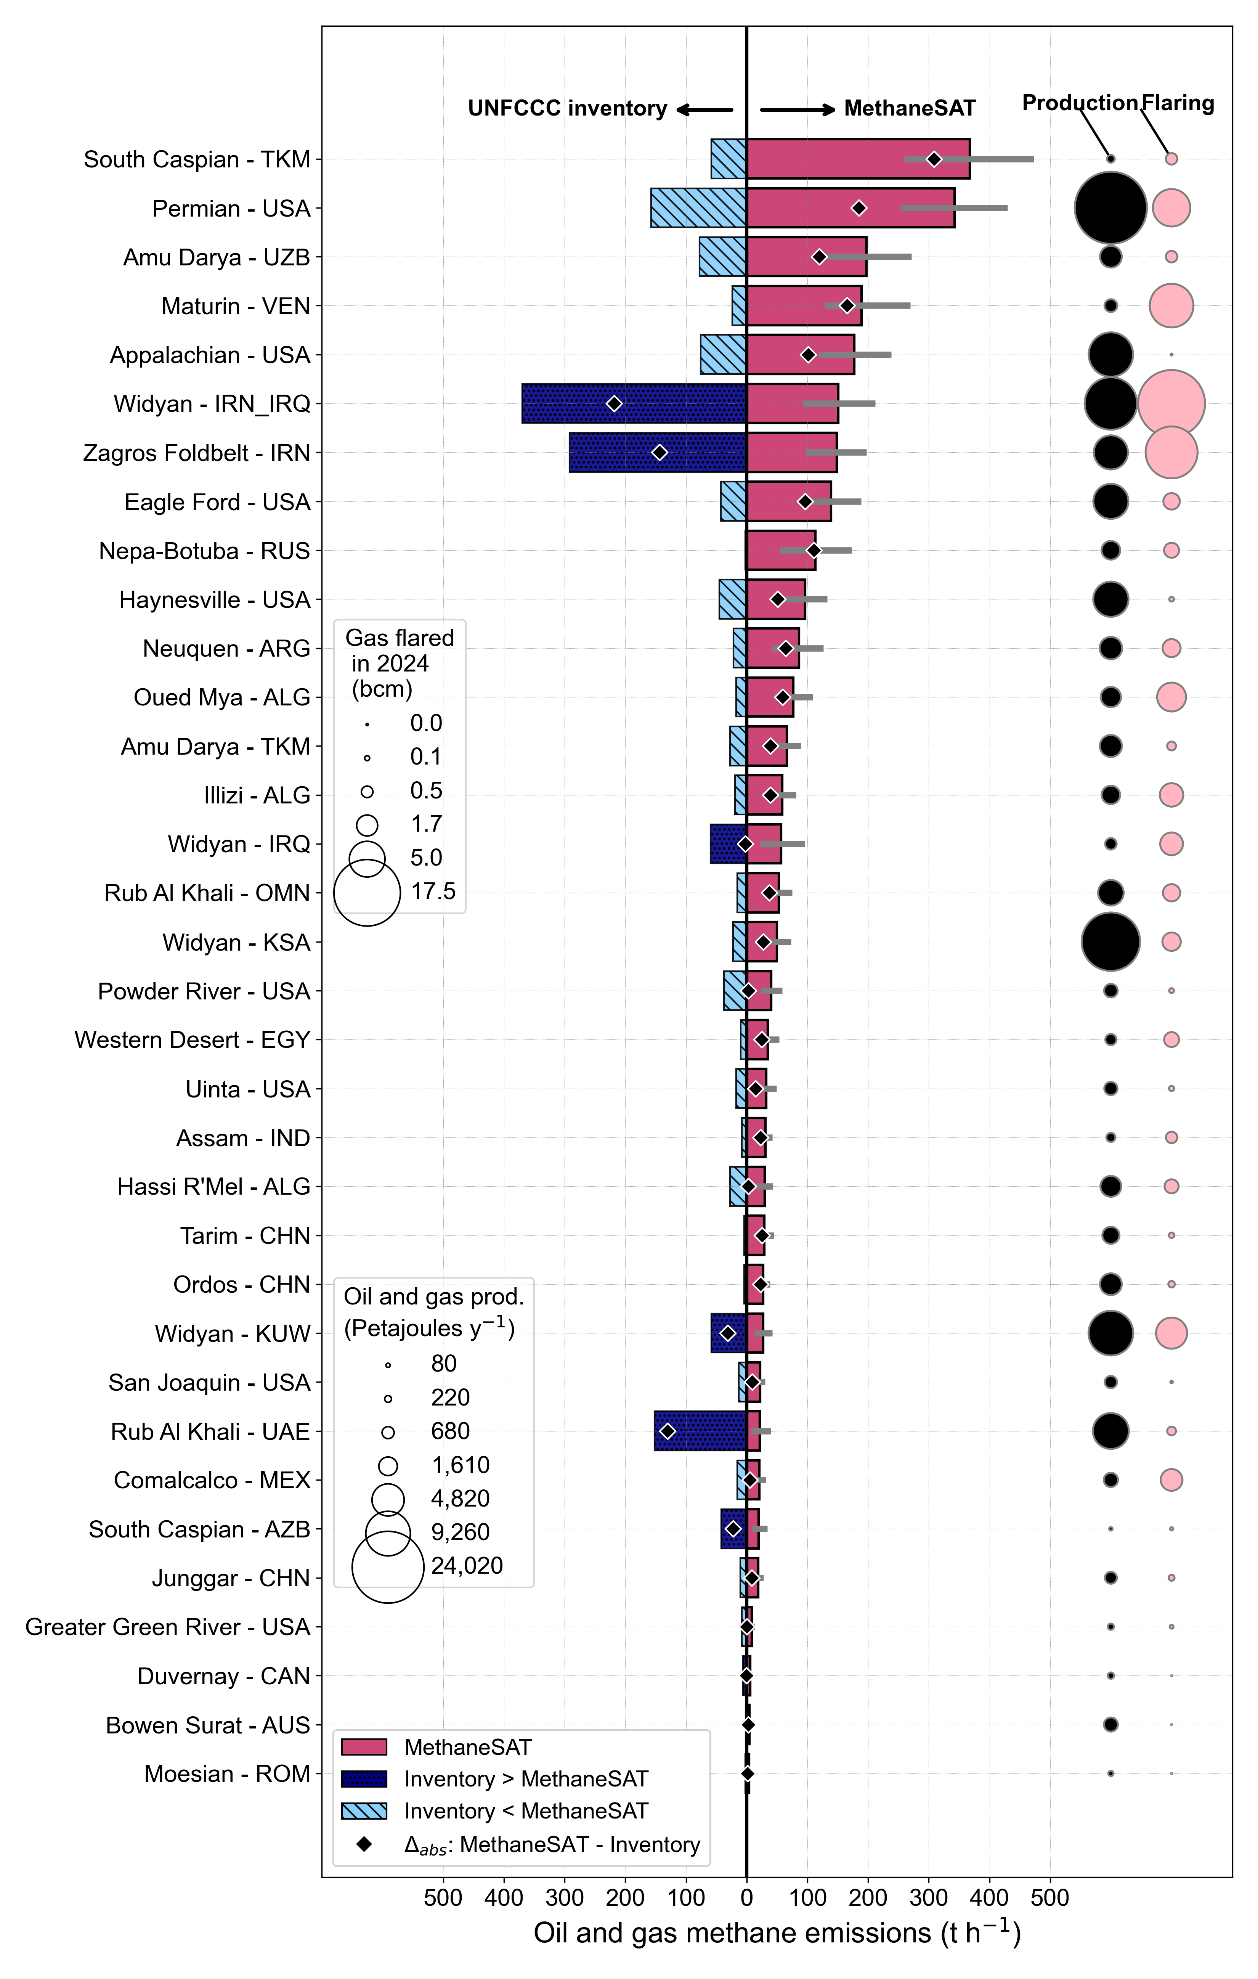 UNFCCC inventory
MethaneSAT
Production
Flaring
South Caspian - TKM
Permian - USA
Amu Darya - UZB
Maturin - VEN
Appalachian - USA
Widyan - IRN_IRQ
Zagros Foldbelt - IRN
Eagle Ford - USA
Nepa-Botuba - RUS
Haynesville - USA
Neuquen - ARG
Oued Mya - ALG
Amu Darya - TKM
Illizi - ALG
Widyan - IRQ
Rub Al Khali - OMN
Widyan - KSA
Powder River - USA
Western Desert - EGY
Uinta - USA
Assam - IND
Hassi R'Mel - ALG
Tarim - CHN
Ordos - CHN
Widyan - KUW
San Joaquin - USA
Rub Al Khali - UAE
Comalcalco - MEX
South Caspian - AZB
Junggar - CHN
Greater Green River - USA
Duvernay - CAN
Bowen Surat - AUS
Moesian - ROM
Gas flared
in 2024
(bcm)
0.0
0.1
0.5
1.7
5.0
17.5
Oil and gas prod.
(Petajoules y⁻¹)
80
220
680
1,610
4,820
9,260
24,020
MethaneSAT
Inventory > MethaneSAT
Inventory < MethaneSAT
Δabs: MethaneSAT - Inventory
500 400 300 200 100 0 100 200 300 400 500
Oil and gas methane emissions (t h⁻¹)